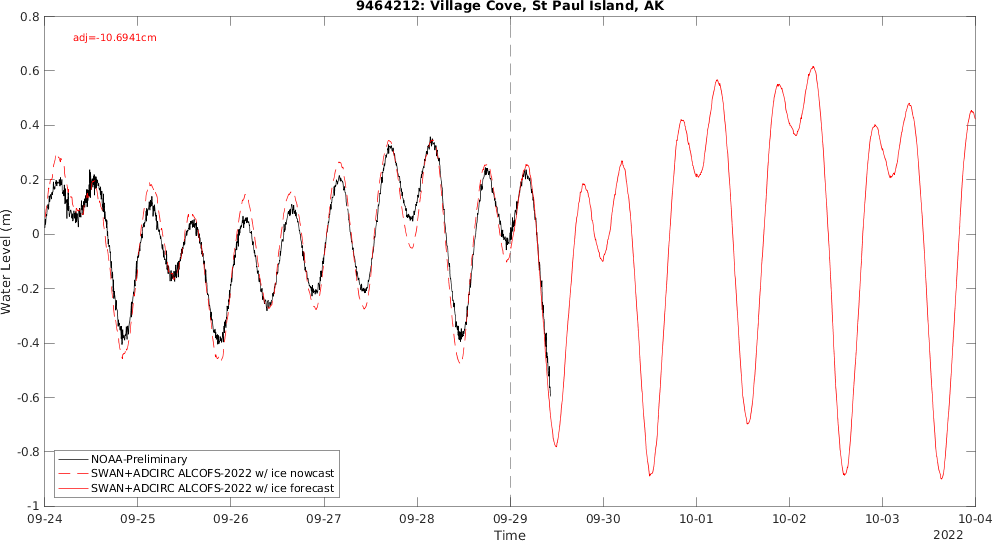 9464212: Village Cove, St Paul Island, AK
adj=-10.6941cm
Water Level (m)
0.8
0.6
0.4
0.2
0
-0.2
-0.4
-0.6
-0.8
-1
NOAA-Preliminary
SWAN+ADCIRC ALCOFS-2022 w/ ice nowcast
SWAN+ADCIRC ALCOFS-2022 w/ ice forecast
09-24 09-25 09-26 09-27 09-28 09-29 09-30 10-01 10-02 10-03 10-04
Time
2022